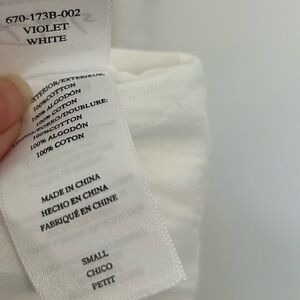 670-173B-002
VIOLET
WHITE
EXTERIOR/EXTERIEUR:
100% COTTON
100% ALGODÓN
100% COTON
LINING/FORRO/DOUBLURE:
100% COTTON
100% ALGODÓN
100% COTON
MADE IN CHINA
HECHO EN CHINA
FABRIQUÉ EN CHINE
SMALL
CHICO
PETIT